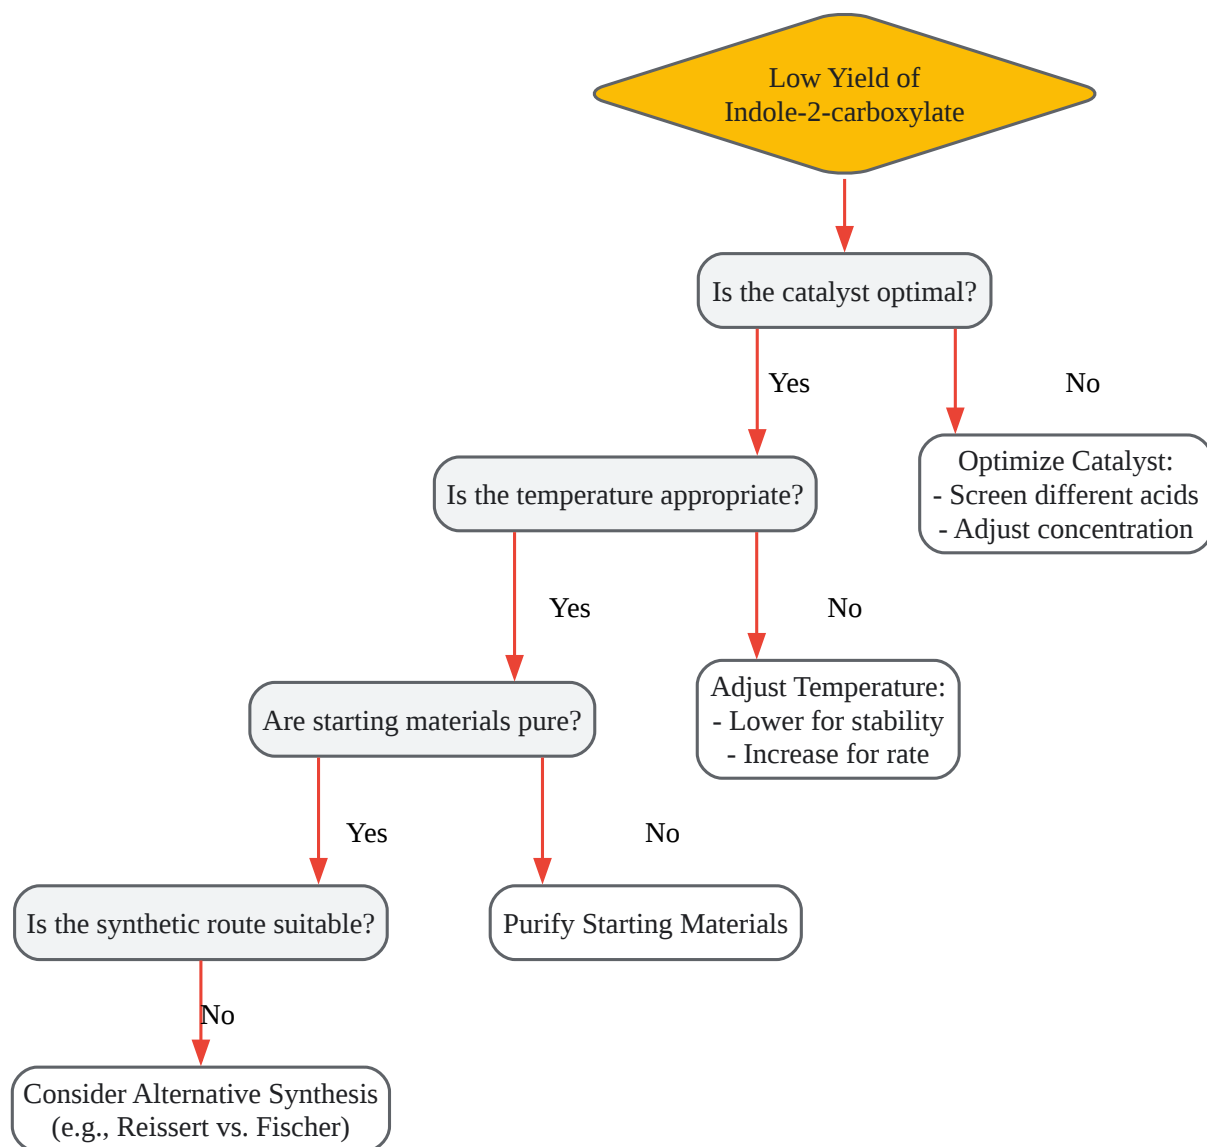 Low Yield of
Indole-2-carboxylate
Is the catalyst optimal?
Yes
No
Optimize Catalyst:
- Screen different acids
- Adjust concentration
Is the temperature appropriate?
Yes
No
Adjust Temperature:
- Lower for stability
- Increase for rate
Are starting materials pure?
Yes
No
Is the synthetic route suitable?
Purify Starting Materials
No
Consider Alternative Synthesis
(e.g., Reissert vs. Fischer)